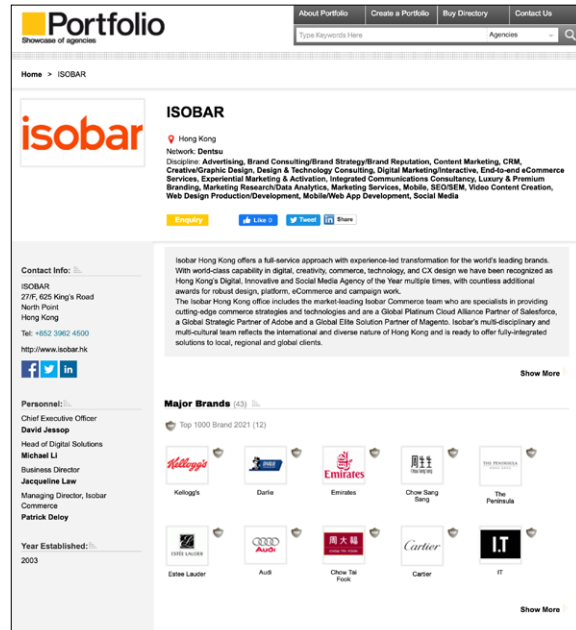 Portfolio
Showcase of agencies
About Portfolio
Create a Portfolio
Buy Directory
Contact Us
Type Keywords Here
Agencies
Home > ISOBAR
isobar
ISOBAR
Hong Kong
Network: Dentsu
Discipline: Advertising, Brand Consulting/Brand Strategy/Brand Reputation, Content Marketing, CRM,
Creative/Graphic Design, Design & Technology Consulting, Digital Marketing/Interactive, End-to-end eCommerce
Services, Experiential Marketing & Activation, Integrated Communications Consultancy, Luxury & Premium
Branding, Marketing Research/Data Analytics, Marketing Services, Mobile, SEO/SEM, Video Content Creation,
Web Design Production/Development, Mobile/Web App Development, Social Media
Enquiry
Like 0
Tweet
in Share
Contact Info:
ISOBAR
27/F, 625 King's Road
North Point
Hong Kong
Tel: +852 3962 4500
http://www.isobar.hk
Isobar Hong Kong offers a full-service approach with experience-led transformation for the world's leading brands.
With world-class capability in digital, creativity, commerce, technology, and CX design we have been recognized as
Hong Kong's Digital, Innovative and Social Media Agency of the Year multiple times, with countless additional
awards for robust design, platform, eCommerce and campaign work.
The Isobar Hong Kong office includes the market-leading Isobar Commerce team who are specialists in providing
cutting-edge commerce strategies and technologies and are a Global Platinum Cloud Alliance Partner of Salesforce,
a Global Strategic Partner of Adobe and a Global Elite Solution Partner of Magento. Isobar's multi-disciplinary and
multi-cultural team reflects the international and diverse nature of Hong Kong and is ready to offer fully-integrated
solutions to local, regional and global clients.
Show More
Personnel:
Chief Executive Officer
David Jessop
Head of Digital Solutions
Michael Li
Business Director
Jacqueline Law
Managing Director, Isobar
Commerce
Patrick Deloy
Year Established:
2003
Major Brands (43)
Top 1000 Brand 2021 (12)
Kellogg's
Emirates
周生生
THE PENINSULA
Kellogg's
Darlie
Emirates
Chow Sang
Sang
The
Peninsula
ESTĒE LAUDER
Audi
周大福
CHOW TAI FOOK
Cartier
I.T
Estee Lauder
Audi
Chow Tai
Fook
Cartier
IT
Show More